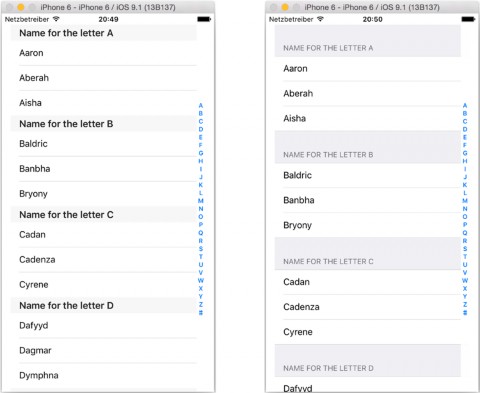 iPhone 6 - iPhone 6 / iOS 9.1 (13B137)
Netzbetreiber 20:49
Name for the letter A
Aaron
Aberah
Aisha
Name for the letter B
Baldric
Banbha
Bryony
Name for the letter C
Cadan
Cadenza
Cyrene
Name for the letter D
Dafyyd
Dagmar
Dymphna
A
B
C
D
E
F
G
H
I
J
K
L
M
N
O
P
Q
R
S
T
U
V
W
X
Y
Z
#
iPhone 6 - iPhone 6 / iOS 9.1 (13B137)
Netzbetreiber 20:50
NAME FOR THE LETTER A
Aaron
Aberah
Aisha
NAME FOR THE LETTER B
Baldric
Banbha
Bryony
NAME FOR THE LETTER C
Cadan
Cadenza
Cyrene
NAME FOR THE LETTER D
Dafyyd
A
B
C
D
E
F
G
H
I
J
K
L
M
N
O
P
Q
R
S
T
U
V
W
X
Y
Z
#